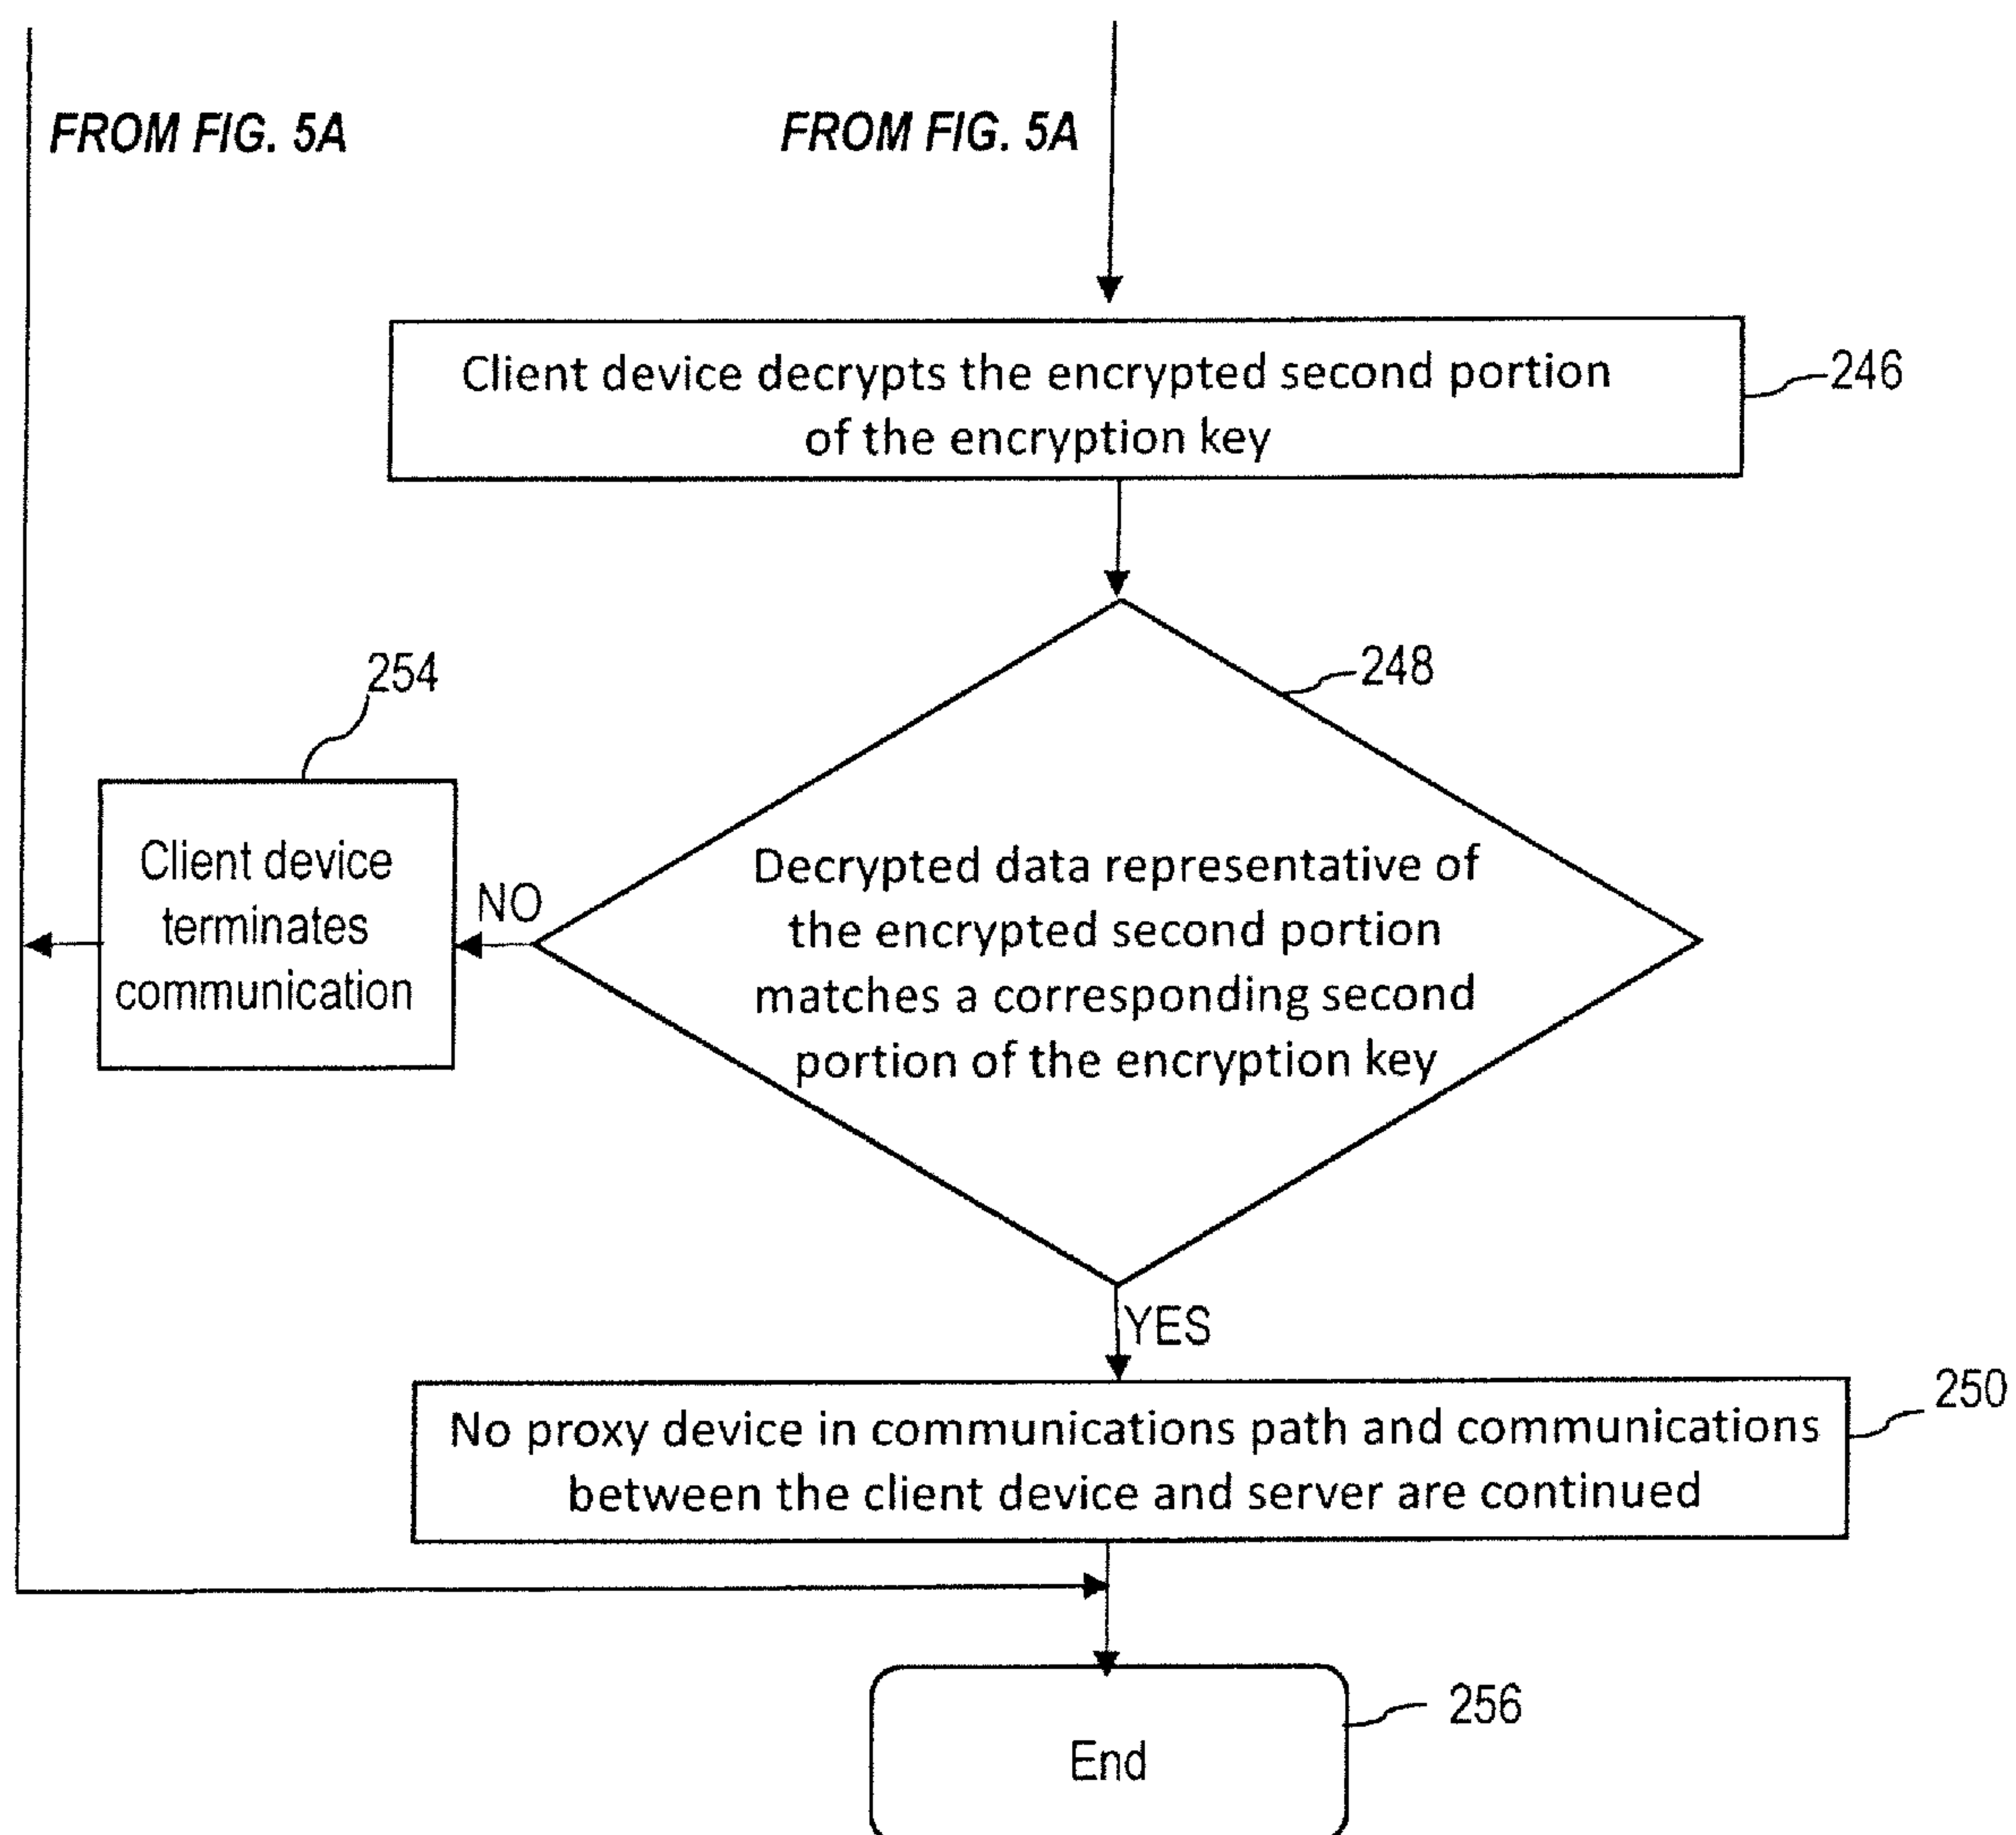 FROM FIG. 5A
FROM FIG. 5A
Client device decrypts the encrypted second portion
of the encryption key
246
248
254
Client device
terminates
communication
NO
Decrypted data representative of
the encrypted second portion
matches a corresponding second
portion of the encryption key
YES
250
No proxy device in communications path and communications
between the client device and server are continued
256
End